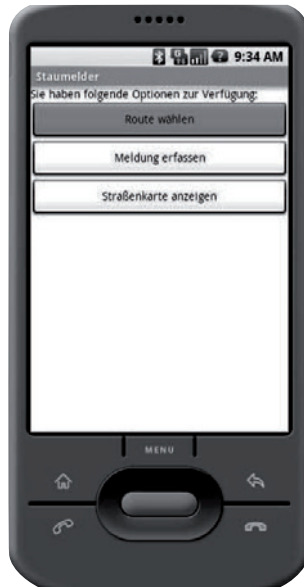 9:34 AM
Staumelder
Sie haben folgende Optionen zur Verfügung:
Route wählen
Meldung erfassen
Straßenkarte anzeigen
MENU